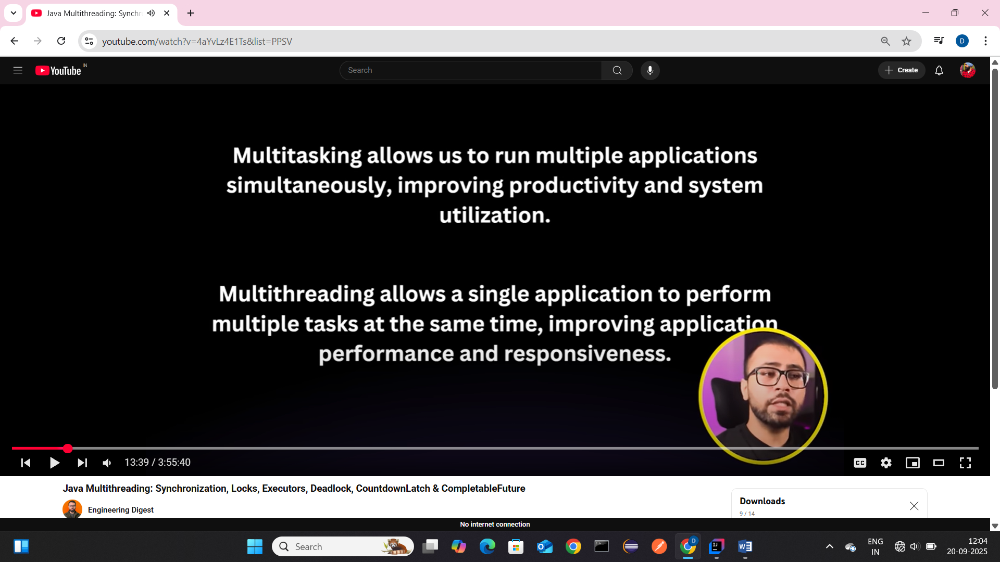 Java Multithreading: Synchr
youtube.com/watch?v=4aYvLz4E1Ts&list=PPSV
D
YouTube IN
Search
Create
Multitasking allows us to run multiple applications
simultaneously, improving productivity and system
utilization.
Multithreading allows a single application to perform
multiple tasks at the same time, improving application
performance and responsiveness.
13:39 / 3:55:40
CC
Java Multithreading: Synchronization, Locks, Executors, Deadlock, CountdownLatch & CompletableFuture
Engineering Digest
Downloads
9 / 14
No internet connection
Search
D
IJ
W
ENG
IN
12:04
20-09-2025